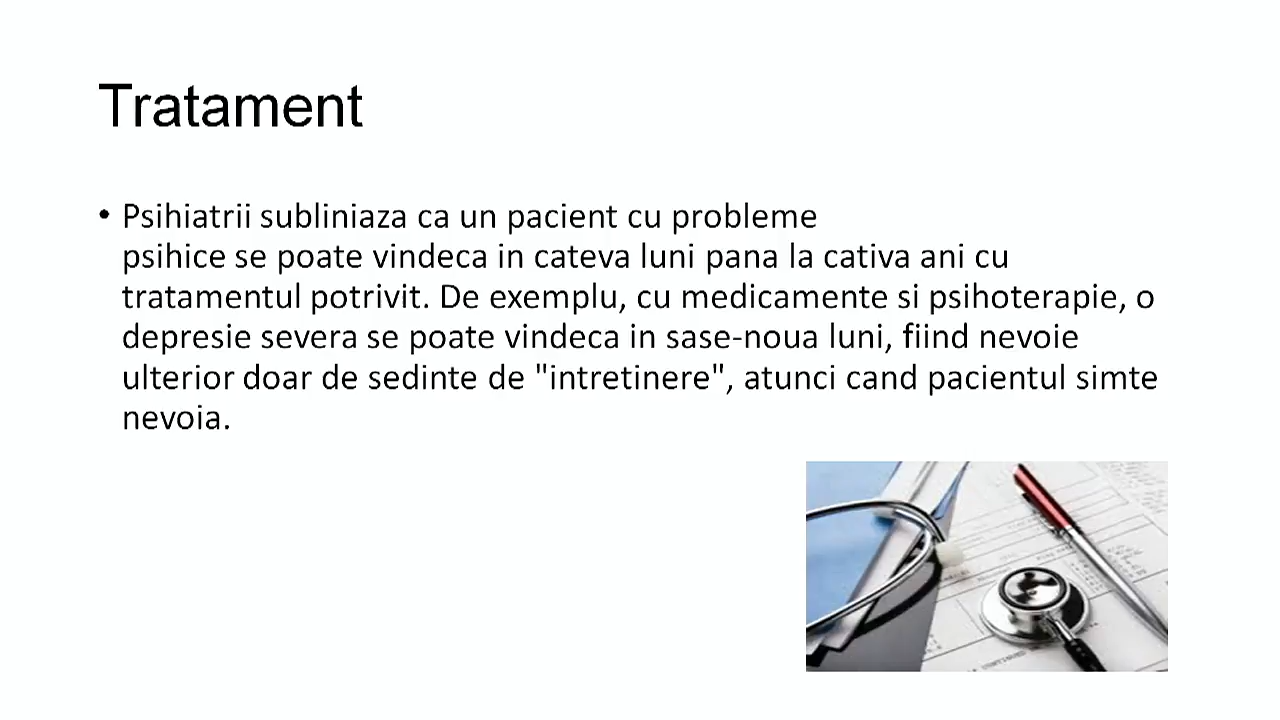 Tratament
• Psihiatrii subliniaza ca un pacient cu probleme
psihice se poate vindeca in cateva luni pana la cativa ani cu
tratamentul potrivit. De exemplu, cu medicamente si psihoterapie, o
depresie severa se poate vindeca in sase-noua luni, fiind nevoie
ulterior doar de sedinte de "intretinere", atunci cand pacientul simte
nevoia.